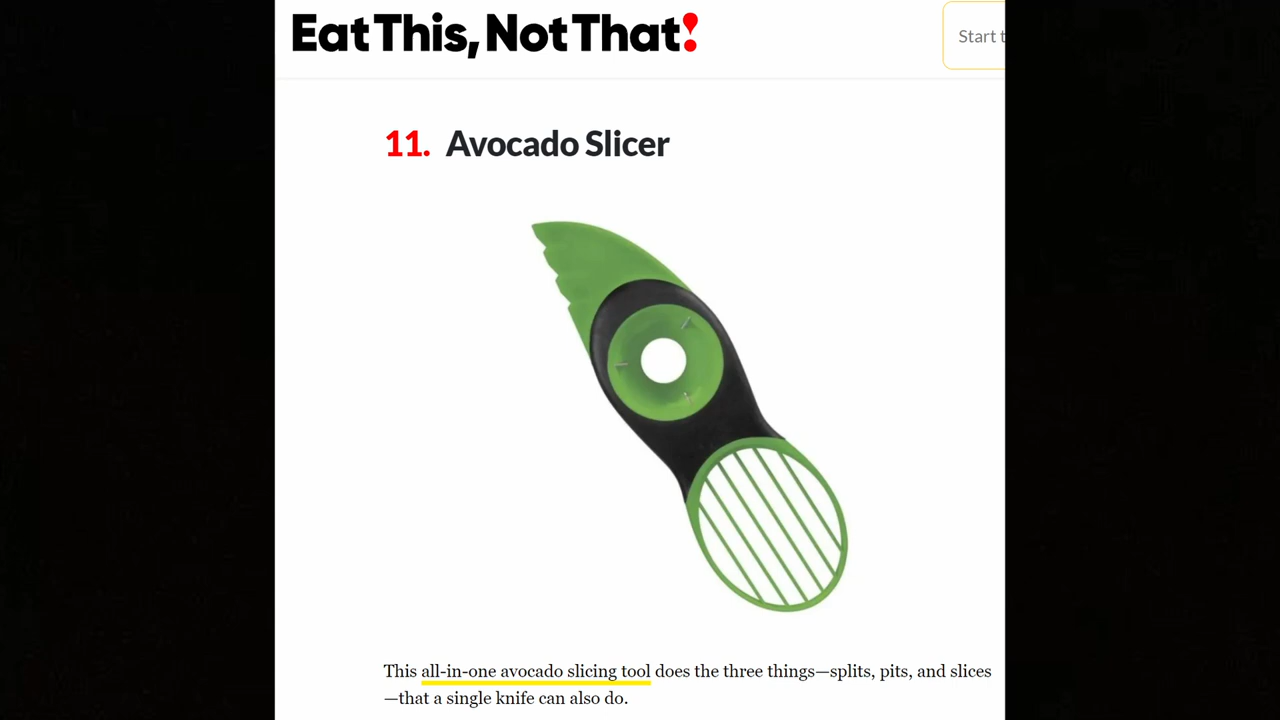 Eat This, Not That!
Start t
11. Avocado Slicer
This all-in-one avocado slicing tool does the three things—splits, pits, and slices
—that a single knife can also do.